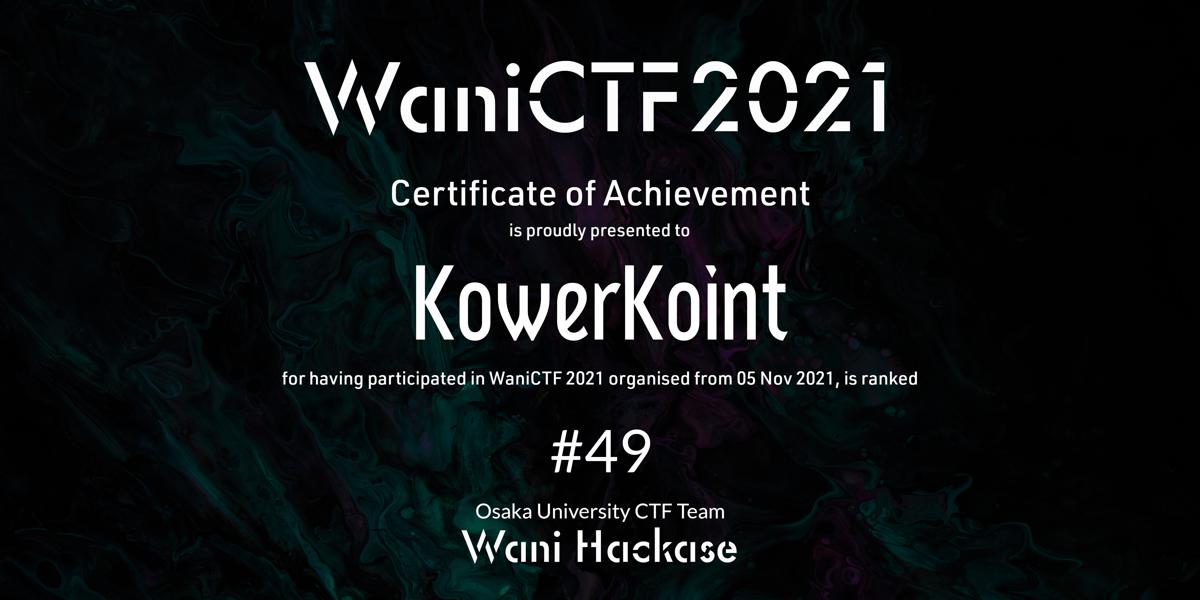 WaniCTF2021
Certificate of Achievement
is proudly presented to
KowerKoint
for having participated in WaniCTF 2021 organised from 05 Nov 2021, is ranked
#49
Osaka University CTF Team
Wani Hackase